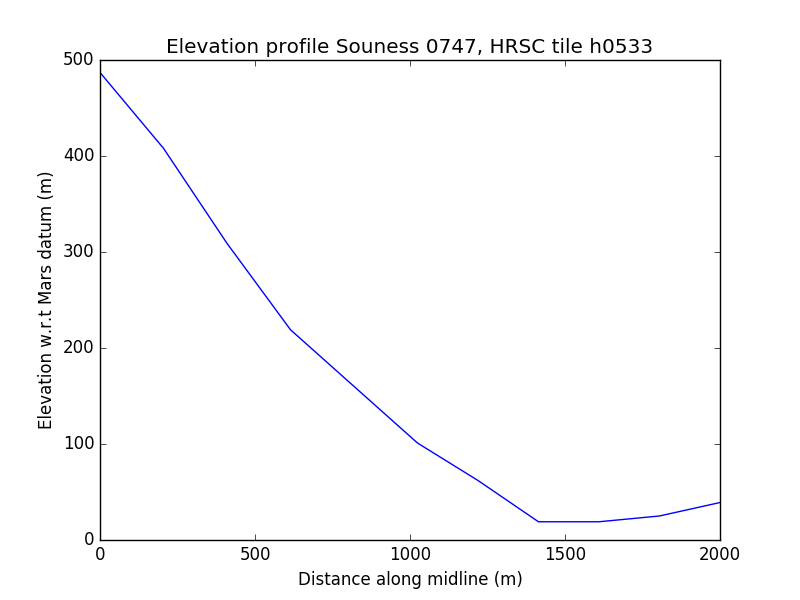 Elevation profile Souness 0747, HRSC tile h0533
500
400
300
200
100
0
Elevation w.r.t Mars datum (m)
0 500 1000 1500 2000
Distance along midline (m)